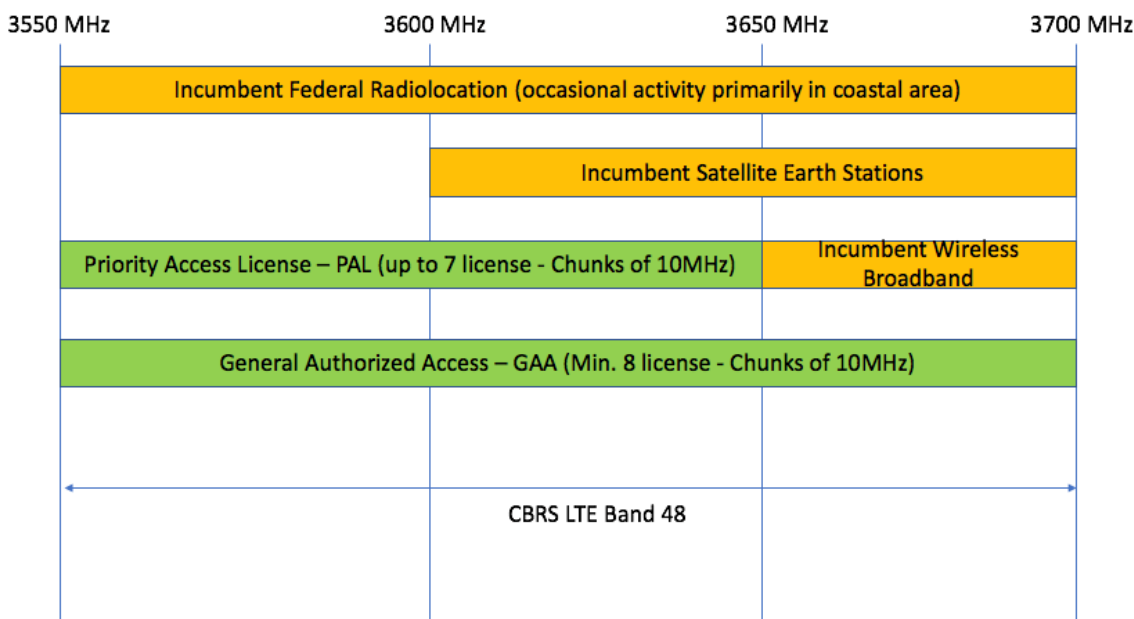 3550 MHz 3600 MHz 3650 MHz 3700 MHz
Incumbent Federal Radiolocation (occasional activity primarily in coastal area)
Incumbent Satellite Earth Stations
Priority Access License – PAL (up to 7 license - Chunks of 10MHz)
Incumbent Wireless
Broadband
General Authorized Access – GAA (Min. 8 license - Chunks of 10MHz)
CBRS LTE Band 48